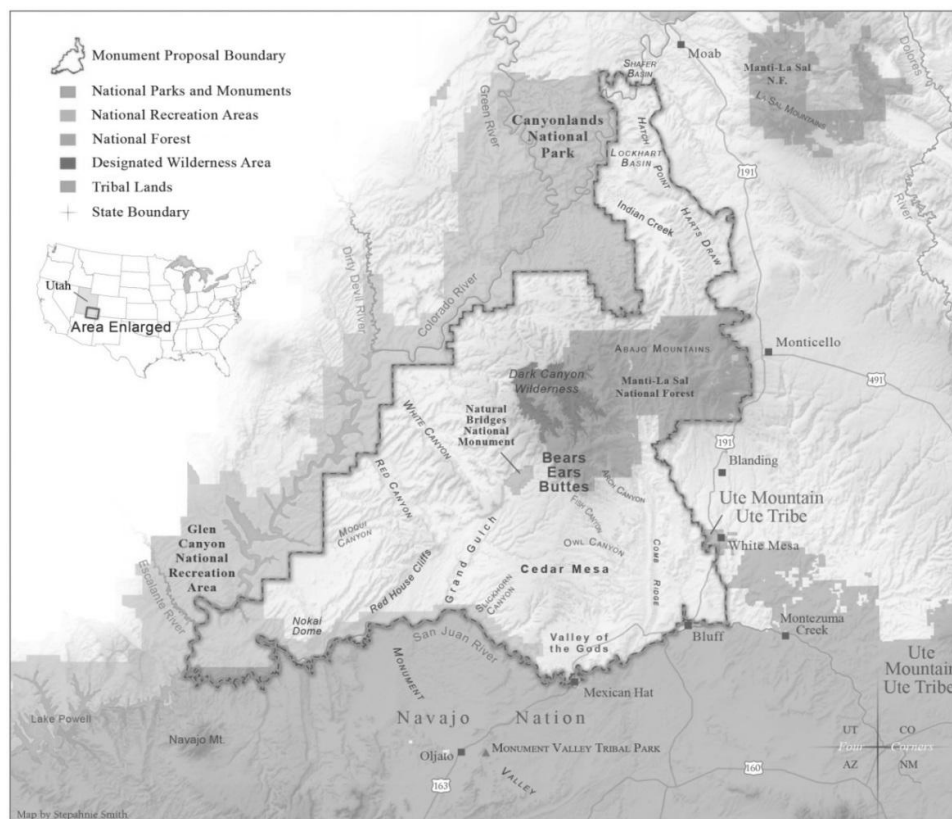 Monument Proposal Boundary
National Parks and Monuments
National Recreation Areas
National Forest
Designated Wilderness Area
Tribal Lands
State Boundary
Utah
Area Enlarged
SHAFER
BASIN
Moab
Manti-La Sal
N.F.
LA SAL MOUNTAINS
Dolores
River
Green River
Canyonlands
National
Park
HATCH
POINT
LOCKHART
BASIN
191
Indian Creek
HARTS DRAW
Dirty Devil River
Colorado River
ABAJO MOUNTAINS
Monticello
491
Dark Canyon
Wilderness
Manti-La Sal
National Forest
Natural
Bridges
National
Monument
WHITE CANYON
191
Blanding
Bears
Ears
Buttes
RED CANYON
ARCH CANYON
FISH CANYON
Ute Mountain
Ute Tribe
White Mesa
MOQUI
CANYON
Glen
Canyon
National
Recreation
Area
OWL CANYON
COMB RIDGE
Grand Gulch
Cedar Mesa
Red House Cliffs
SLICKHORN
CANYON
Escalante River
Nokai
Dome
San Juan River
Valley of
the Gods
Bluff
Montezuma
Creek
Ute
Mountain
Ute Tribe
MONUMENT
VALLEY
Mexican Hat
Lake Powell
Navajo Nation
Navajo Mt.
Oljato
MONUMENT VALLEY TRIBAL PARK
UT CO
Four Corners
AZ NM
163
160
Map by Stepahnie Smith